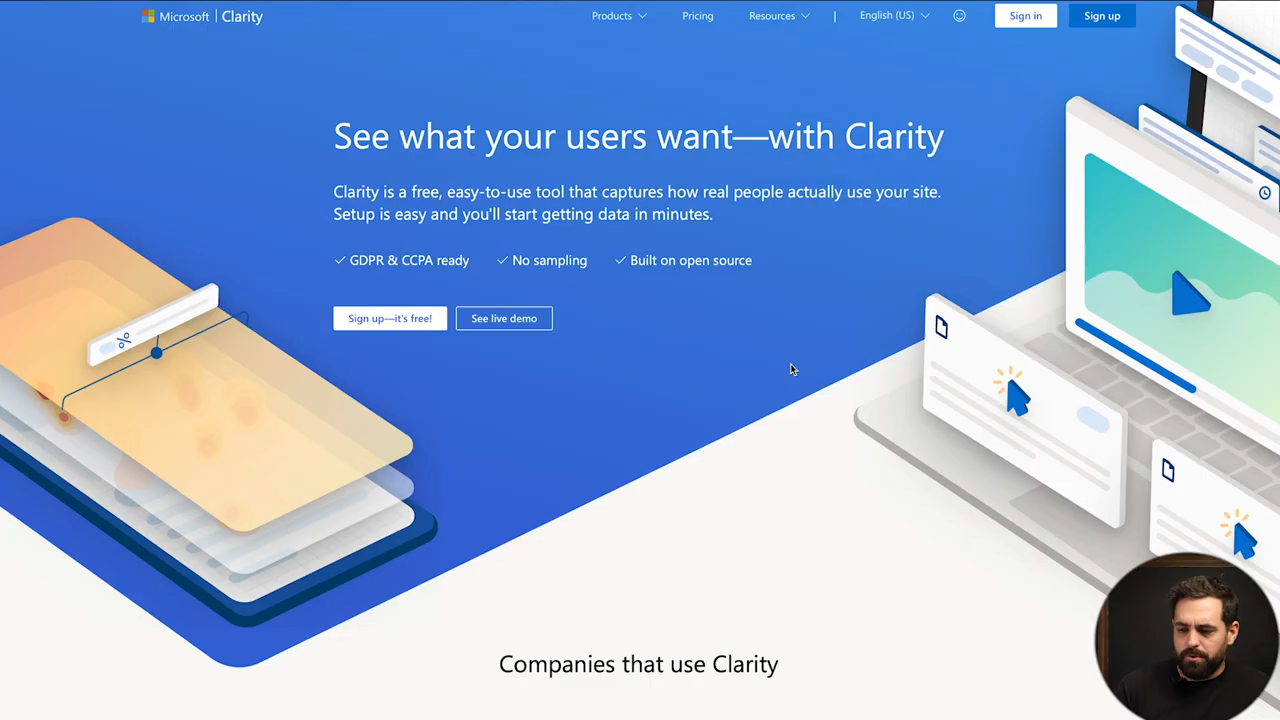 Microsoft | Clarity
Products
Pricing
Resources
|
English (US)
Sign in
Sign up
See what your users want—with Clarity
Clarity is a free, easy-to-use tool that captures how real people actually use your site.
Setup is easy and you'll start getting data in minutes.
GDPR & CCPA ready
No sampling
Built on open source
Sign up—it's free!
See live demo
%
Companies that use Clarity